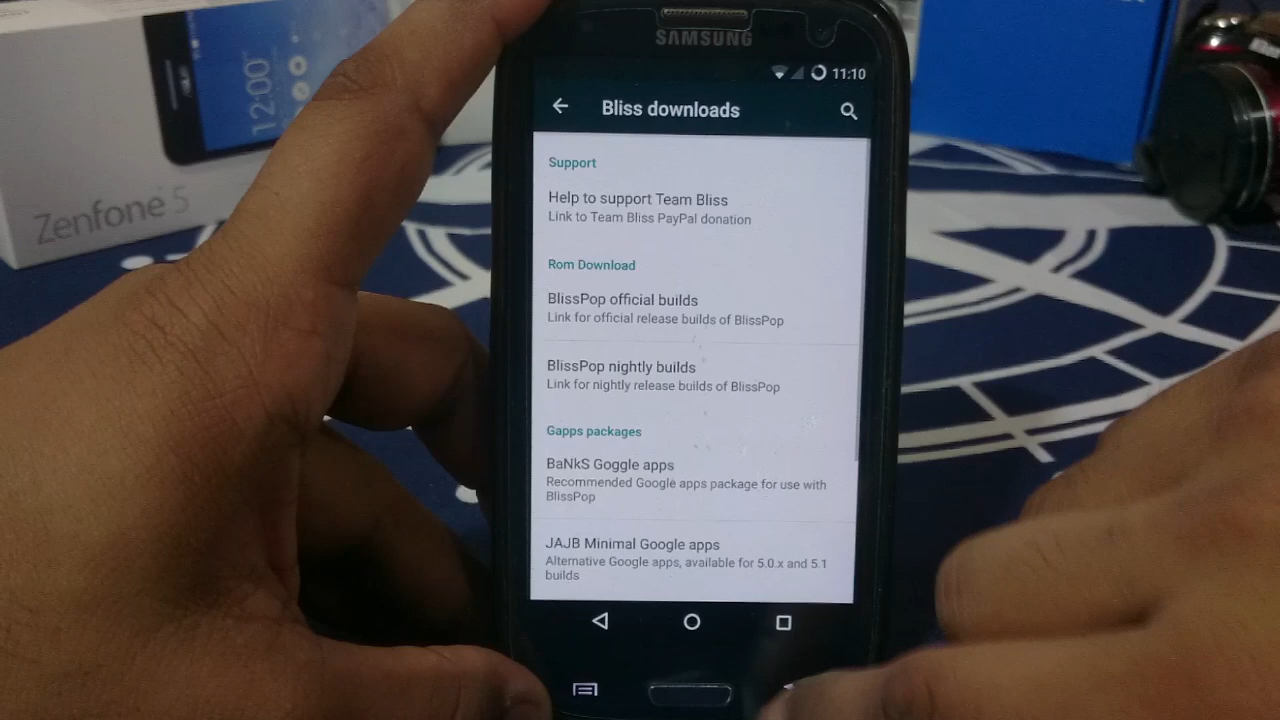 12:00
Zenfone 5
SAMSUNG
11:10
Bliss downloads
Support
Help to support Team Bliss
Link to Team Bliss PayPal donation
Rom Download
BlissPop official builds
Link for official release builds of BlissPop
BlissPop nightly builds
Link for nightly release builds of BlissPop
Gapps packages
BaNkS Goggle apps
Recommended Google apps package for use with
BlissPop
JAJB Minimal Google apps
Alternative Google apps, available for 5.0.x and 5.1
builds